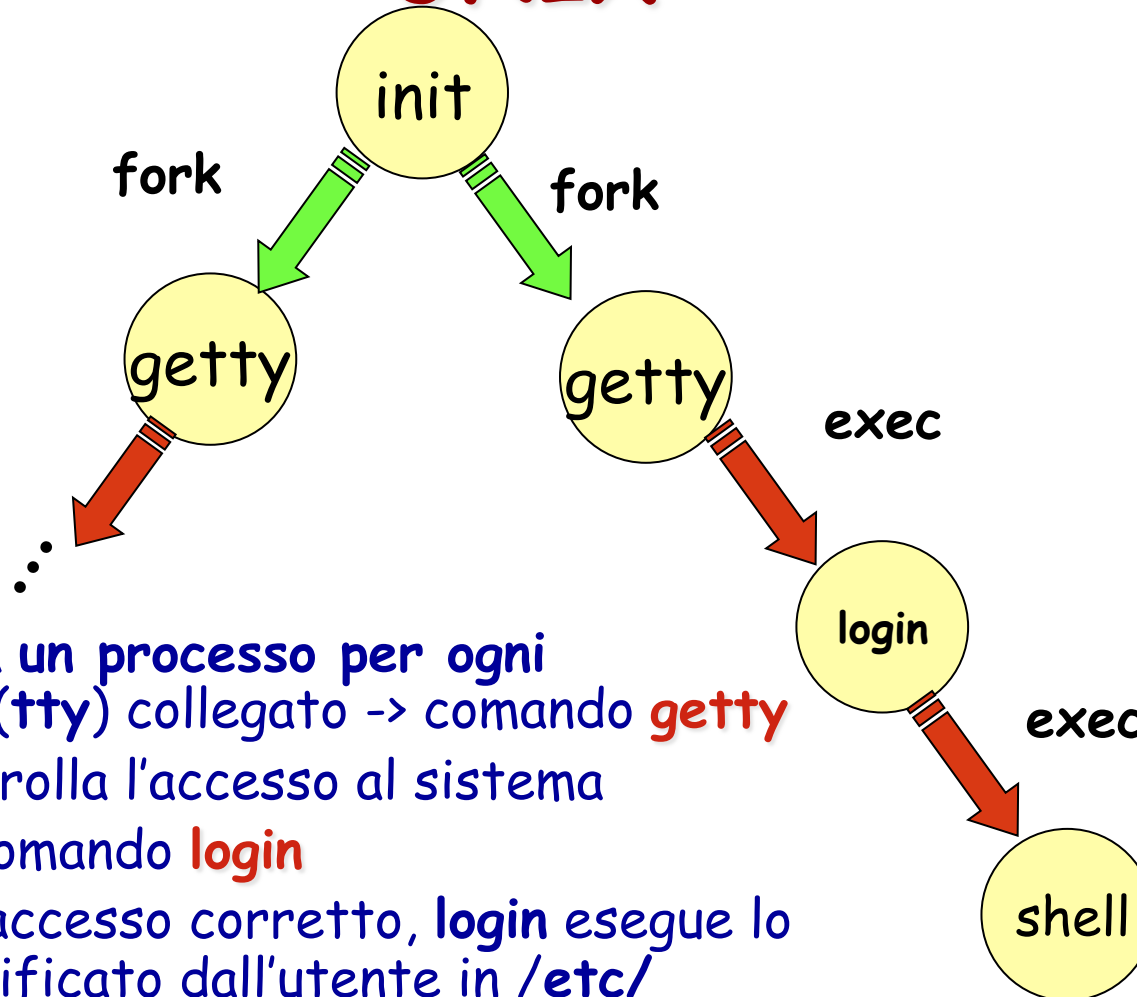 init
fork
fork
getty
getty
exec
login
un processo per ogni
(tty) collegato -> comando getty
rolla l'accesso al sistema
exec
omando login
accesso corretto, login esegue lo
shell
ificato dall'utente in /etc/